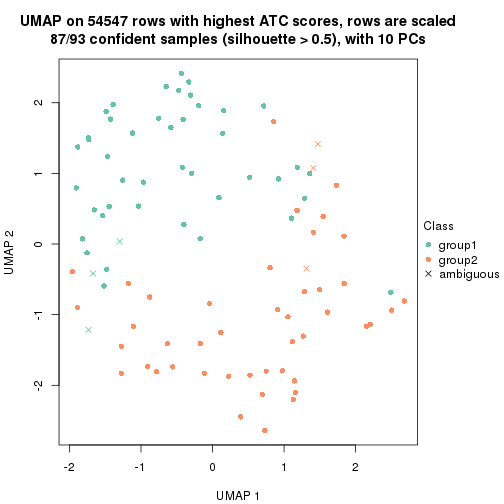 UMAP on 54547 rows with highest ATC scores, rows are scaled
87/93 confident samples (silhouette > 0.5), with 10 PCs
2
1
0
-1
-2
UMAP 2
-2 -1 0 1 2
UMAP 1
Class
group1
group2
ambiguous